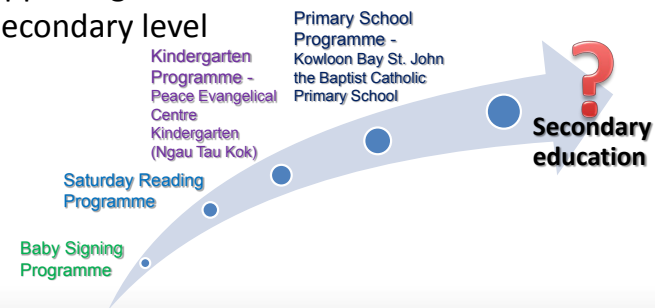 econdary level
Primary School
Programme -
Kowloon Bay St. John
the Baptist Catholic
Primary School
Kindergarten
Programme -
Peace Evangelical
Centre
Kindergarten
(Ngau Tau Kok)
?
Secondary
education
Saturday Reading
Programme
Baby Signing
Programme